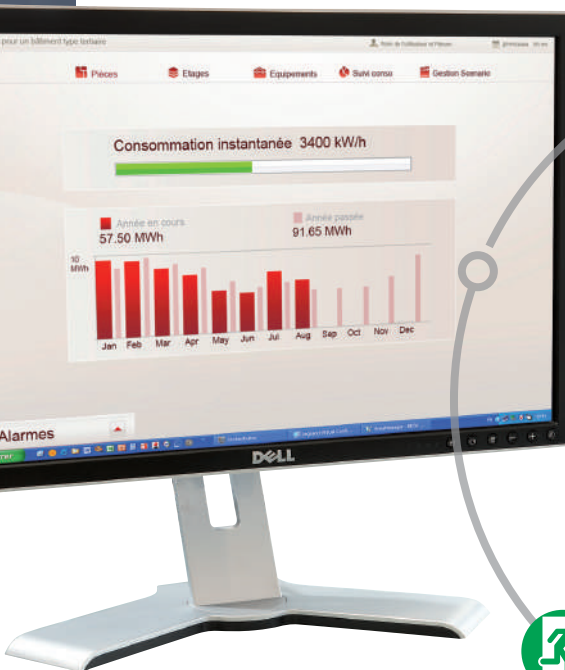 pour un bâtiment type tertiaire
Pièces Etages Equipements Suivi conso Gestion Scenario
Consommation instantanée 3400 kW/h
Année en cours Année passée
57.50 MWh 91.65 MWh
10
MWh
Jan Feb Mar Apr May Jun Jul Aug Sep Oct Nov Dec
Alarmes
DELL